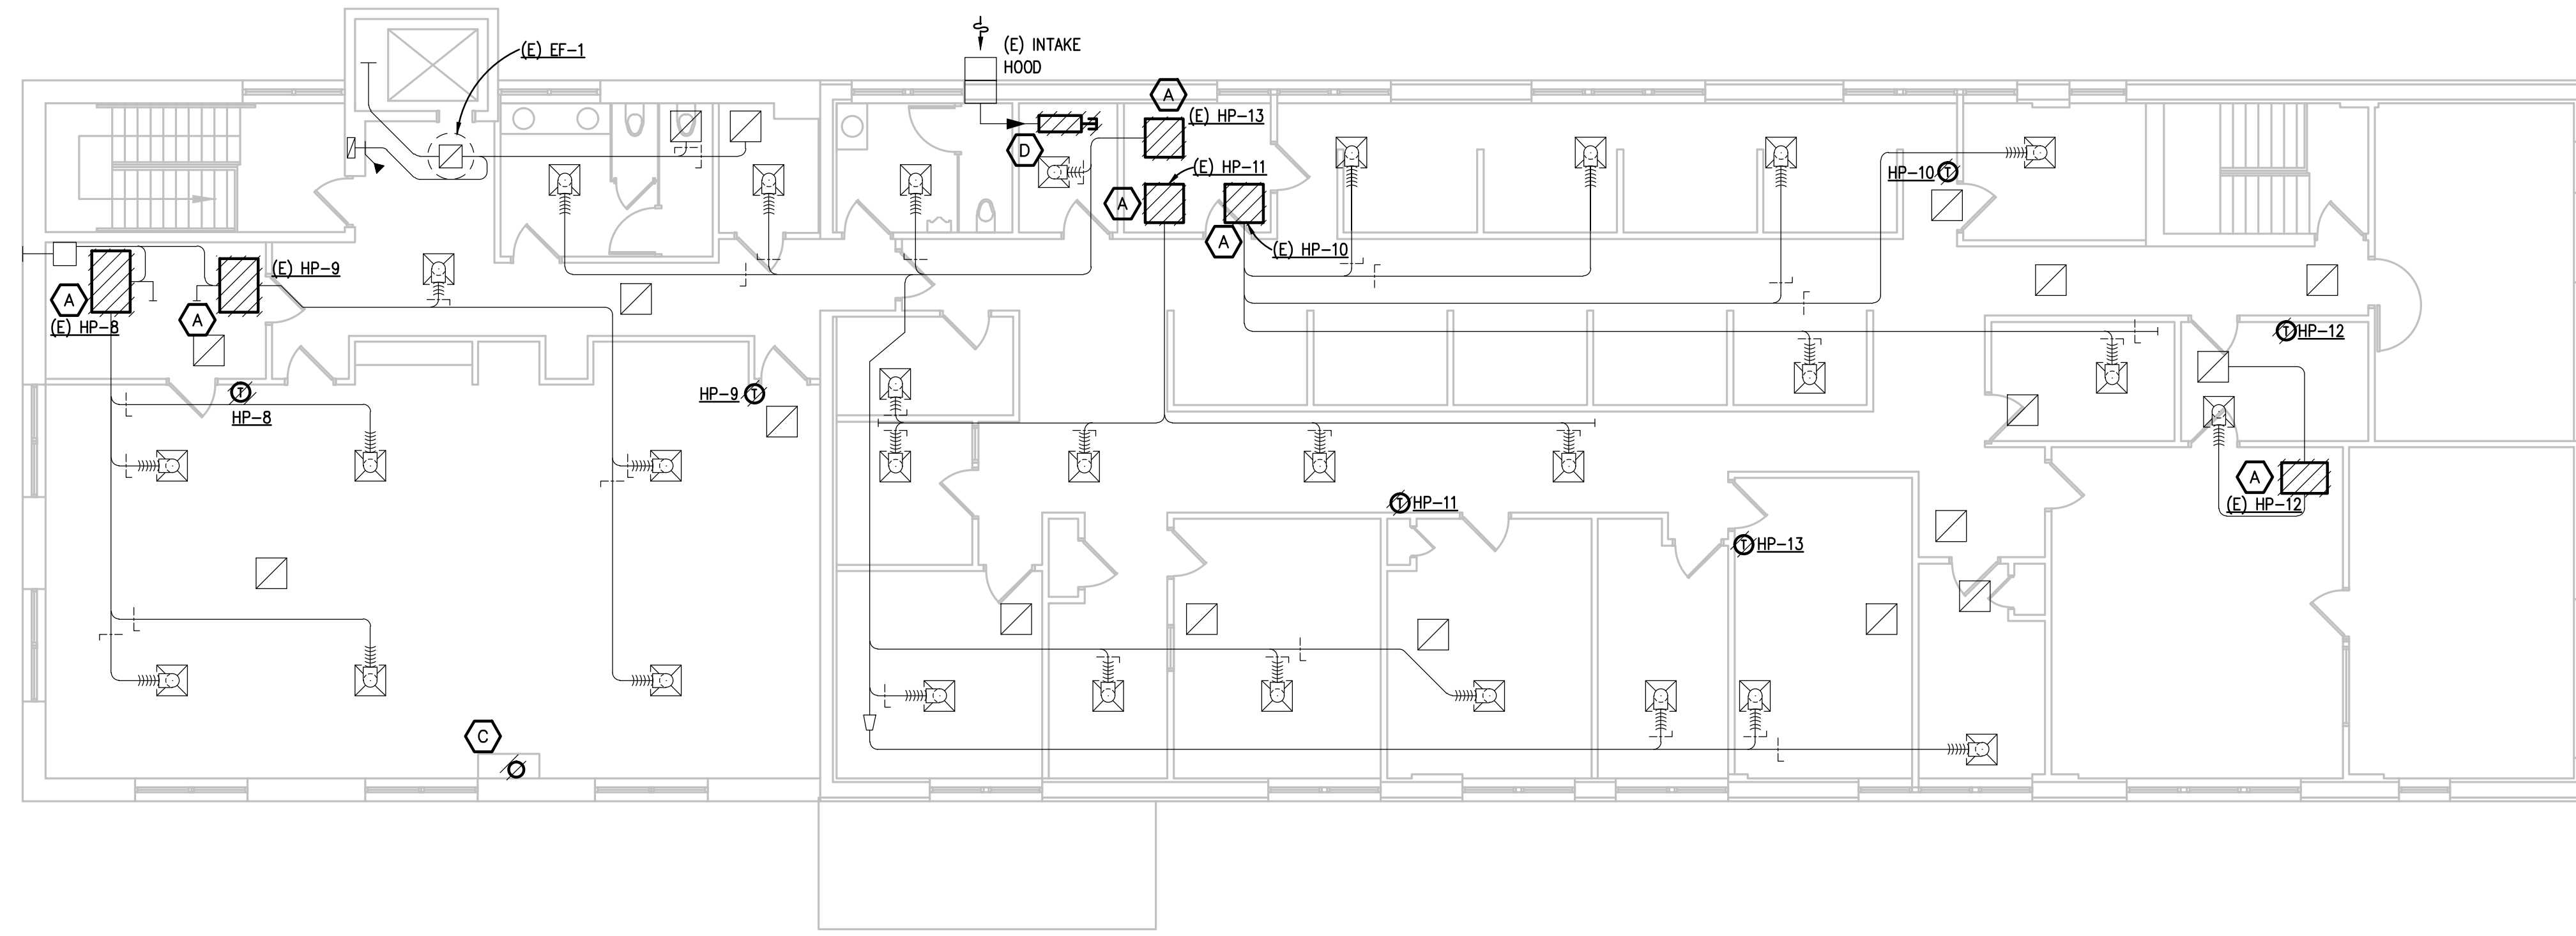 (E) EF-1
(E) INTAKE
HOOD
A
(E) HP-13
D
(E) HP-11
A
HP-10 T
A
(E) HP-10
(E) HP-9
A
A
(E) HP-8
T HP-12
T
HP-8
HP-9 T
A
(E) HP-12
T HP-11
T HP-13
C